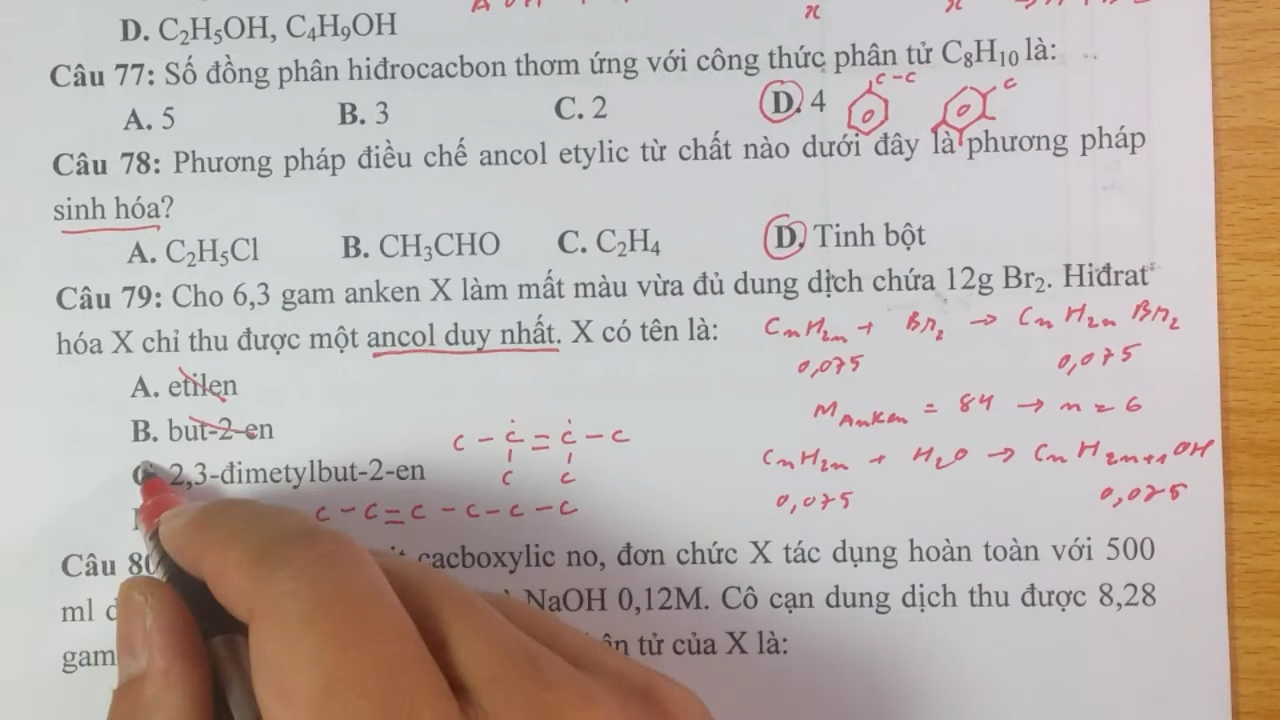 D. C₂H₅OH, C₄H₉OH
Câu 77: Số đồng phân hiđrocacbon thơm ứng với công thức phân tử C₈H₁₀ là:
A. 5 B. 3 C. 2 D. 4
C - C
C
Câu 78: Phương pháp điều chế ancol etylic từ chất nào dưới đây là phương pháp
sinh hóa?
A. C₂H₅Cl B. CH₃CHO C. C₂H₄ D. Tinh bột
Câu 79: Cho 6,3 gam anken X làm mất màu vừa đủ dung dịch chứa 12g Br₂. Hiđrat
hóa X chỉ thu được một ancol duy nhất. X có tên là:
CnH2n + Br₂ → CnH2nBr₂
0,075 0,075
A. etilen
M Anken = 84 → n = 6
B. but-2-en
C - C = C - C
CnH2n + H₂O → CnH2n+1OH
C. 2,3-đimetylbut-2-en
C C
0,075 0,075
C - C = C - C - C - C
Câu 80 cacboxylic no, đơn chức X tác dụng hoàn toàn với 500
ml NaOH 0,12M. Cô cạn dung dịch thu được 8,28
gam tử của X là: